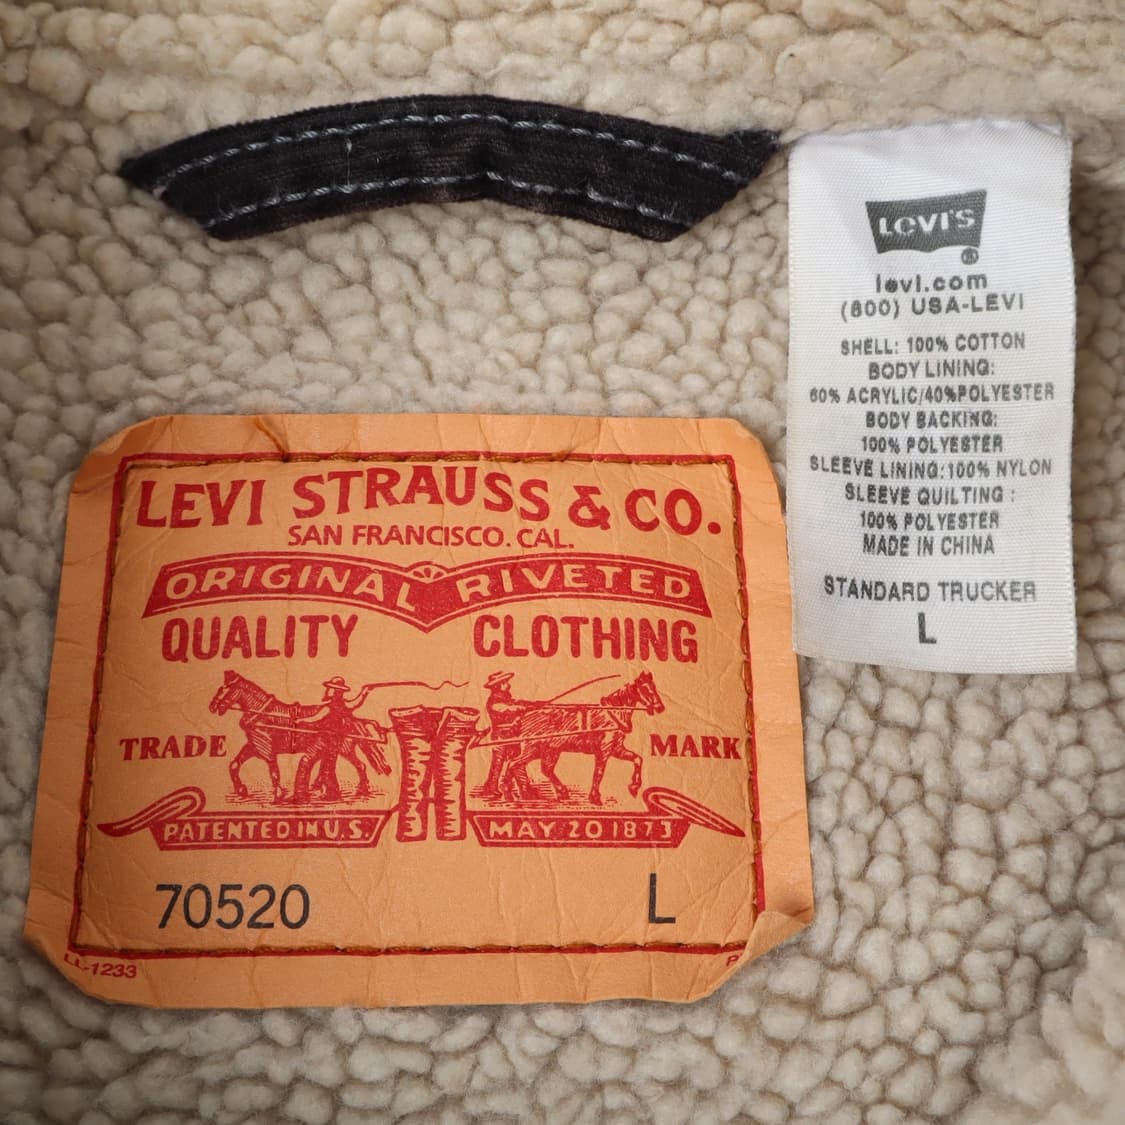 LEVI'S
®
levi.com
(800) USA-LEVI
SHELL: 100% COTTON
BODY LINING:
60% ACRYLIC/40%POLYESTER
BODY BACKING:
100% POLYESTER
SLEEVE LINING:100% NYLON
SLEEVE QUILTING :
100% POLYESTER
MADE IN CHINA
STANDARD TRUCKER
L
LEVI STRAUSS & CO.
SAN FRANCISCO. CAL.
ORIGINAL RIVETED
QUALITY CLOTHING
TRADE MARK
PATENTED IN U.S. MAY 20 1873
70520 L
LL-1233